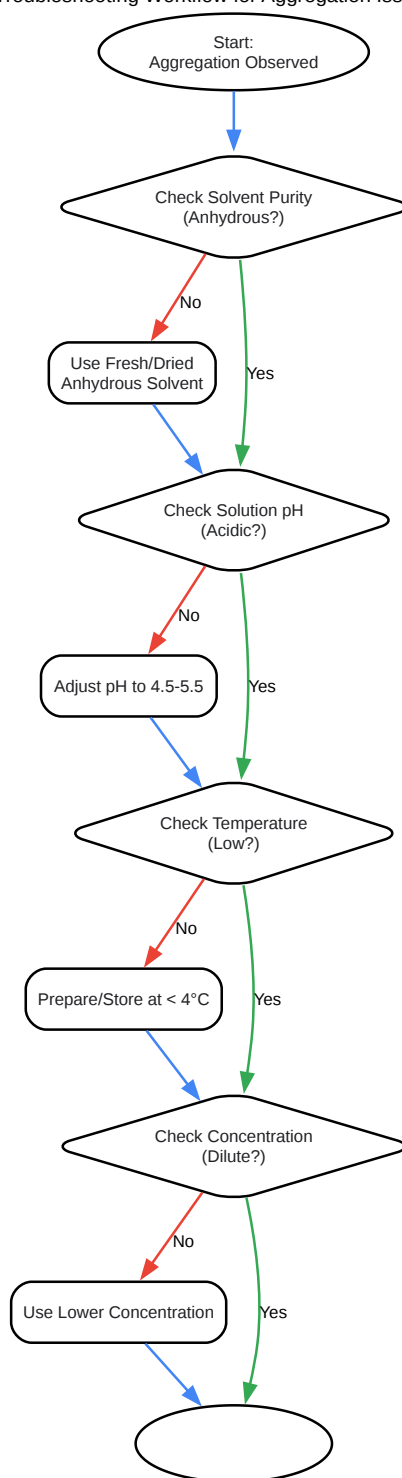 Troubleshooting Workflow for Aggregation Iss
Start:
Aggregation Observed
Check Solvent Purity
(Anhydrous?)
No
Yes
Use Fresh/Dried
Anhydrous Solvent
Check Solution pH
(Acidic?)
No
Yes
Adjust pH to 4.5-5.5
Check Temperature
(Low?)
No
Yes
Prepare/Store at < 4°C
Check Concentration
(Dilute?)
No
Yes
Use Lower Concentration